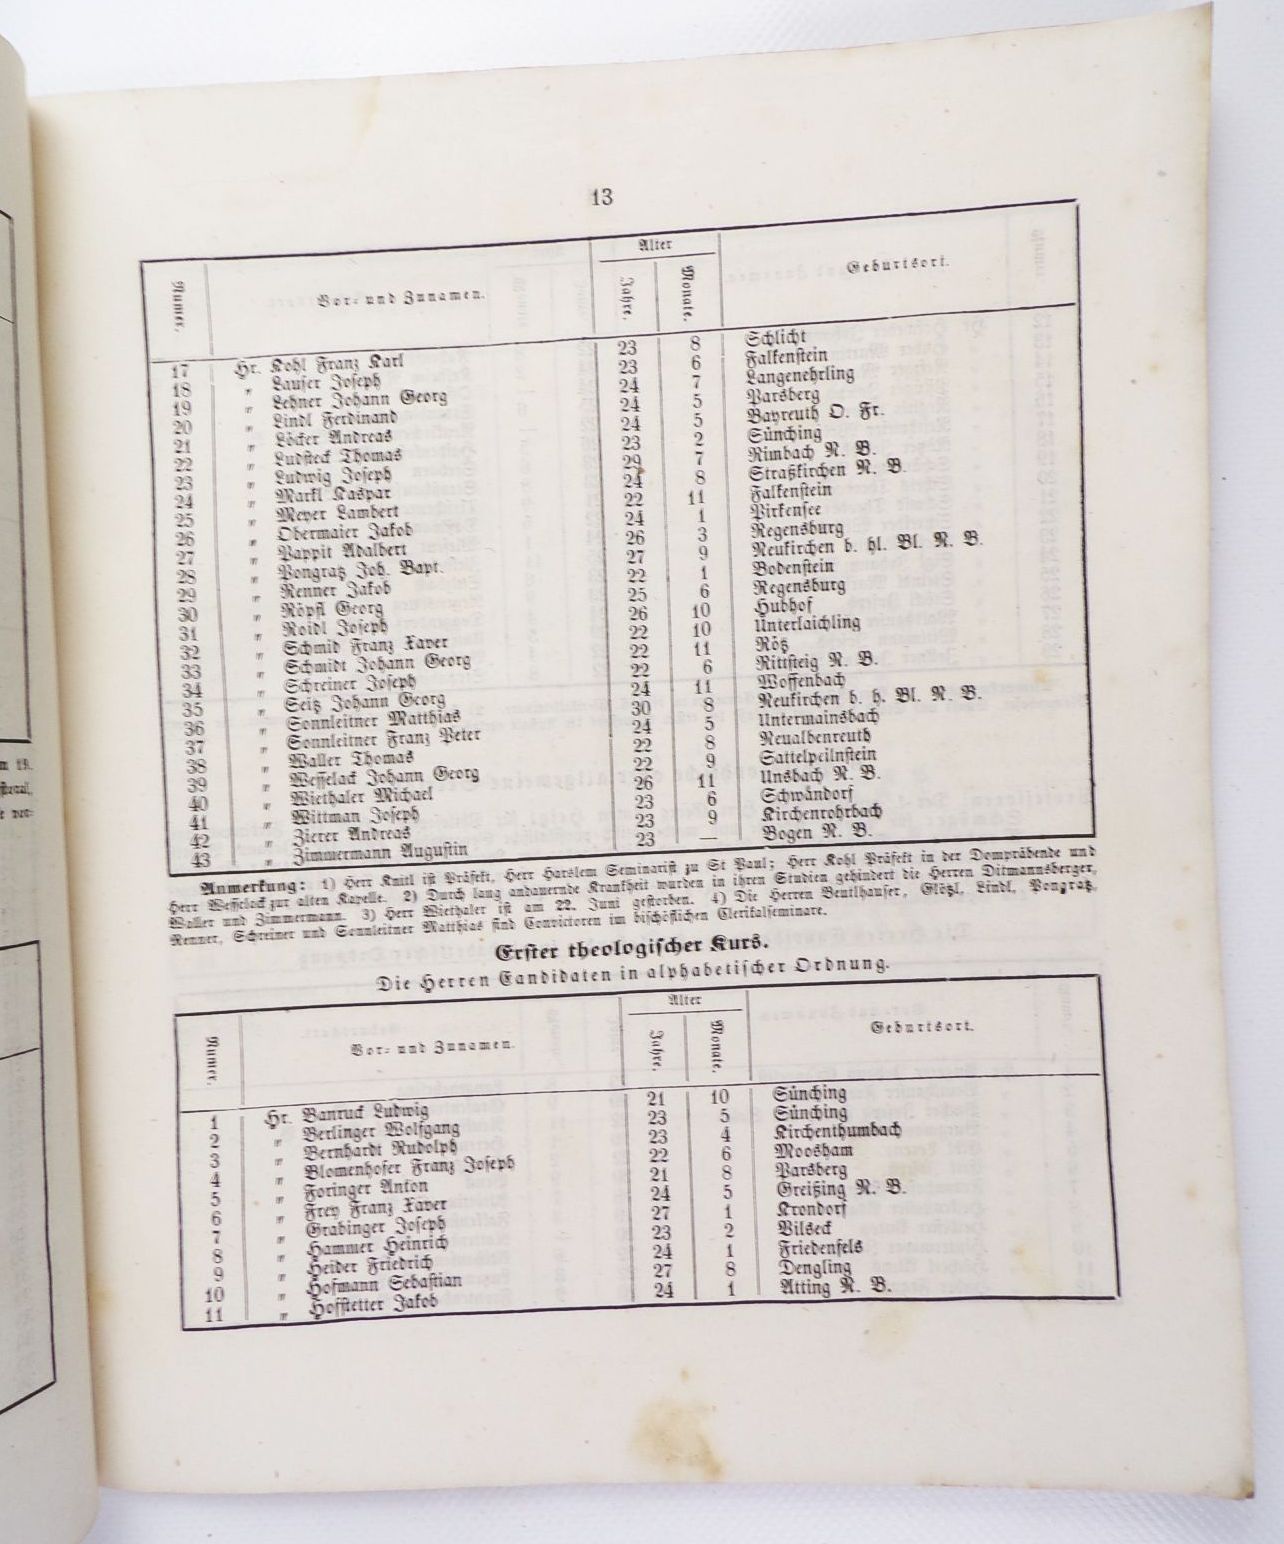 13
Numer.
Vor- und Zunamen.
Alter
Jahre.
Monate.
Geburtsort.
17 Hr. Kohl Franz Karl 23 8 Schlicht
18 " Lauser Joseph 23 6 Falkenstein
19 " Lehner Johann Georg 24 7 Langenehrling
20 " Lindl Ferdinand 24 5 Parsberg
21 " Löcker Andreas 24 5 Bayreuth O. Fr.
22 " Ludsteck Thomas 23 2 Sünching
23 " Ludwig Joseph 29 7 Rimbach N. B.
24 " Markl Kaspar 24 8 Straßkirchen N. B.
25 " Meyer Lambert 22 11 Falkenstein
26 " Obermaier Jakob 24 1 Pirkensee
27 " Pappit Adalbert 26 3 Regensburg
28 " Pongratz Joh. Bapt. 27 9 Neukirchen b. hl. Bl. N. B.
29 " Renner Jakob 22 1 Bodenstein
30 " Röpfl Georg 25 6 Regensburg
31 " Roidl Joseph 26 10 Hubhof
32 " Schmid Franz Xaver 22 10 Unterlaichling
33 " Schmidt Johann Georg 22 11 Rötz
34 " Schreiner Joseph 22 6 Rittsteig N. B.
35 " Seitz Johann Georg 24 11 Woffenbach
36 " Sonnleitner Matthias 30 8 Neukirchen b. h. Bl. N. B.
37 " Sonnleitner Franz Peter 24 5 Untermainsbach
38 " Waller Thomas 22 8 Neualbenreuth
39 " Wesselack Johann Georg 22 9 Sattelpeilnstein
40 " Wiethaler Michael 26 11 Unsbach N. B.
41 " Wittman Joseph 23 6 Schwandorf
42 " Zierer Andreas 23 9 Kirchenrohrbach
43 " Zimmermann Augustin 23 — Bogen N. B.
Anmerkung: 1) Herr Knitl ist Präfekt, Herr Harslem Seminarist zu St Paul; Herr Kohl Präfekt in der Dompräbende und
Herr Wesselack zur alten Kapelle. 2) Durch lang andauernde Krankheit wurden in ihren Studien gehindert die Herren Ditmannsberger,
Waller und Zimmermann. 3) Herr Wiethaler ist am 22. Juni gestorben. 4) Die Herren Beutlhauser, Glötzl, Lindl, Pongratz,
Renner, Schreiner und Sonnleitner Matthias sind Convictoren im bischöflichen Clerikalseminare.
Erster theologischer Kurs.
Die Herren Candidaten in alphabetischer Ordnung.
Numer.
Vor- und Zunamen.
Alter
Jahre.
Monate.
Geburtsort.
1 Hr. Banruck Ludwig 21 10 Sünching
2 " Berlinger Wolfgang 23 5 Sünching
3 " Bernhardt Rudolph 23 4 Kirchenthumbach
4 " Blomenhofer Franz Joseph 22 6 Moosham
5 " Foringer Anton 21 8 Parsberg
6 " Frey Franz Xaver 24 5 Greißing N. B.
7 " Grabinger Joseph 27 1 Krondorf
8 " Hammer Heinrich 23 2 Vilseck
9 " Heider Friedrich 24 1 Friedenfels
10 " Hofmann Sebastian 27 8 Dengling
11 " Hofstetter Jakob 24 1 Atting N. B.